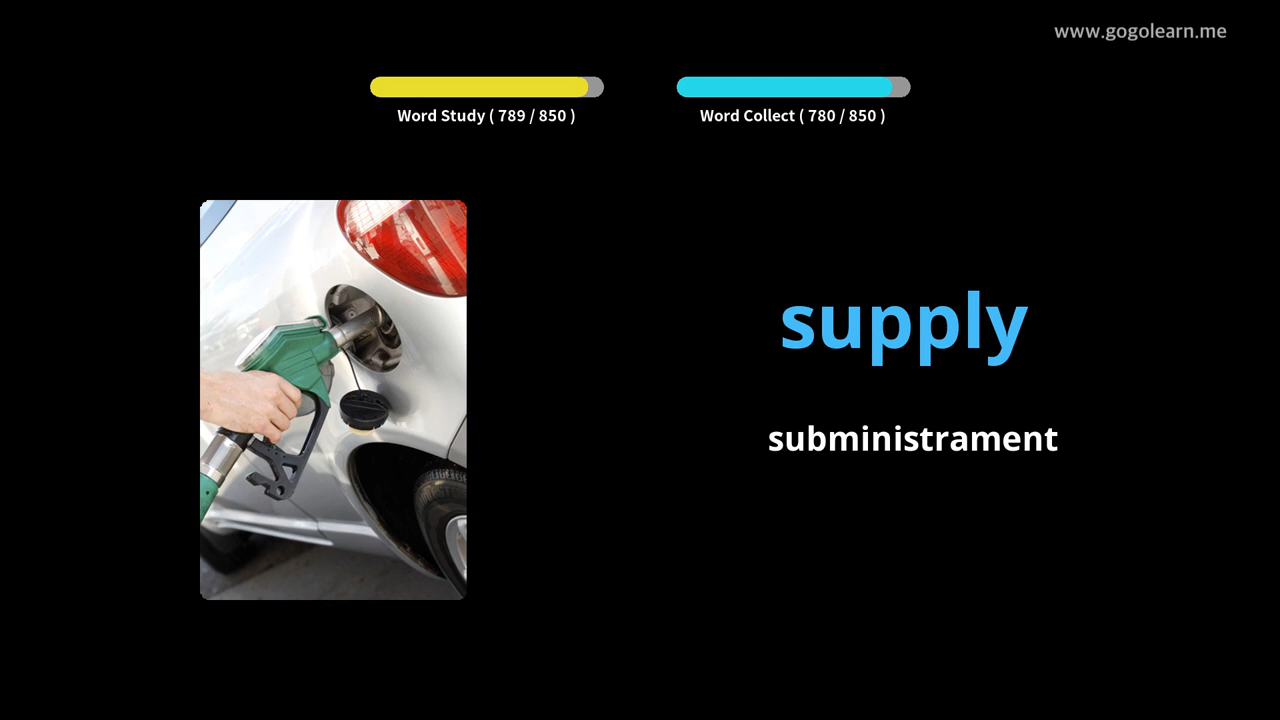 www.gogolearn.me
Word Study ( 789 / 850 )
Word Collect ( 780 / 850 )
supply
subministrament